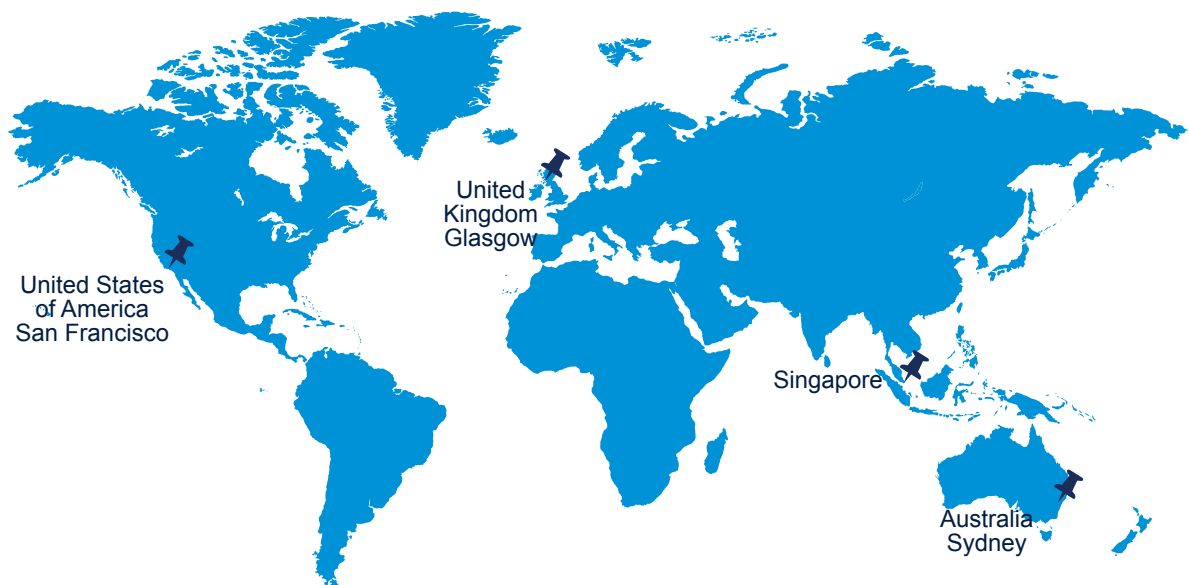 United
Kingdom
Glasgow
United States
of America
San Francisco
Singapore
Australia
Sydney